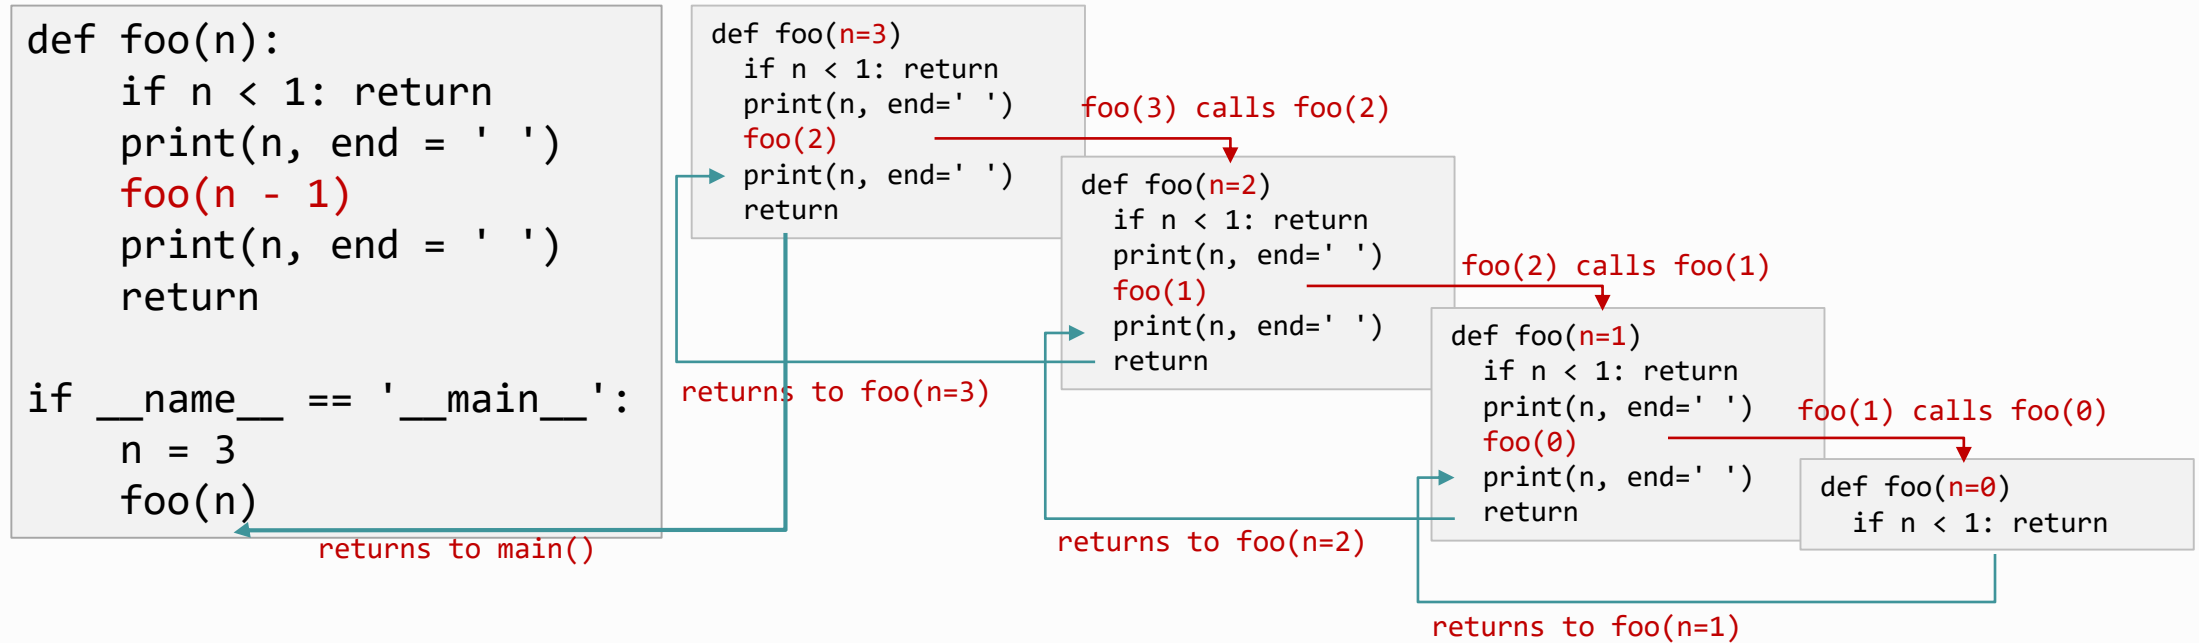 def foo(n):
    if n < 1: return
    print(n, end = ' ')
    foo(n - 1)
    print(n, end = ' ')
    return

if __name__ == '__main__':
    n = 3
    foo(n)
returns to main()
def foo(n=3)
  if n < 1: return
  print(n, end=' ')
  foo(2)
  print(n, end=' ')
  return
foo(3) calls foo(2)
returns to foo(n=3)
def foo(n=2)
  if n < 1: return
  print(n, end=' ')
  foo(1)
  print(n, end=' ')
  return
foo(2) calls foo(1)
returns to foo(n=2)
def foo(n=1)
  if n < 1: return
  print(n, end=' ')
  foo(0)
  print(n, end=' ')
  return
foo(1) calls foo(0)
def foo(n=0)
  if n < 1: return
returns to foo(n=1)